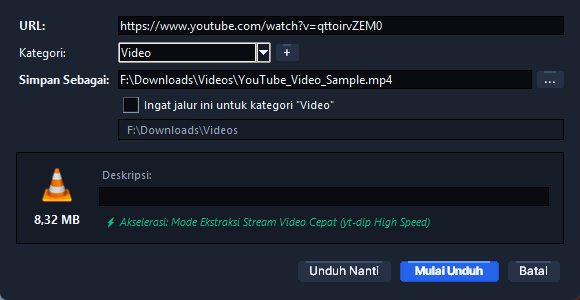 URL: https://www.youtube.com/watch?v=qttoirvZEM0
Kategori: Video +
Simpan Sebagai: F:\Downloads\Videos\YouTube_Video_Sample.mp4 ...
Ingat jalur ini untuk kategori "Video"
F:\Downloads\Videos
Deskripsi:
8,32 MB
Akselerasi: Mode Ekstraksi Stream Video Cepat (yt-dlp High Speed)
Unduh Nanti Mulai Unduh Batal